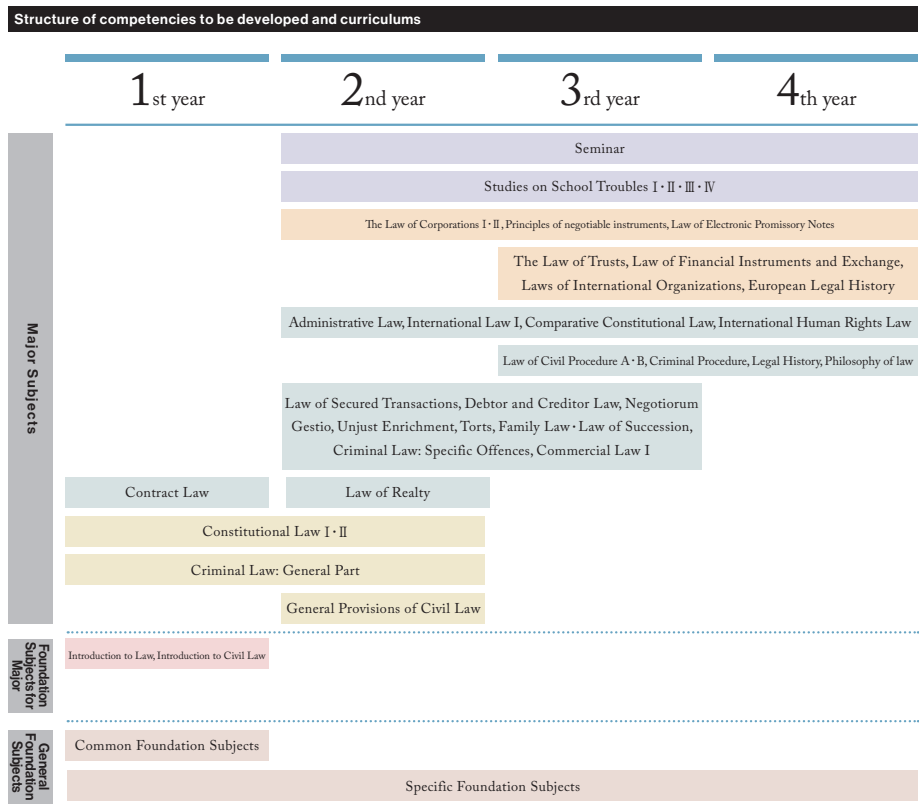 Structure of competencies to be developed and curriculums
1st year
2nd year
3rd year
4th year
Major Subjects
Seminar
Studies on School Troubles Ⅰ・Ⅱ・Ⅲ・Ⅳ
The Law of Corporations Ⅰ・Ⅱ, Principles of negotiable instruments, Law of Electronic Promissory Notes
The Law of Trusts, Law of Financial Instruments and Exchange,
Laws of International Organizations, European Legal History
Administrative Law, International Law I, Comparative Constitutional Law, International Human Rights Law
Law of Civil Procedure A・B, Criminal Procedure, Legal History, Philosophy of law
Law of Secured Transactions, Debtor and Creditor Law, Negotiorum
Gestio, Unjust Enrichment, Torts, Family Law・Law of Succession,
Criminal Law: Specific Offences, Commercial Law I
Contract Law
Law of Realty
Constitutional Law Ⅰ・Ⅱ
Criminal Law: General Part
General Provisions of Civil Law
Foundation
Subjects for
Major
Introduction to Law, Introduction to Civil Law
General
Foundation
Subjects
Common Foundation Subjects
Specific Foundation Subjects